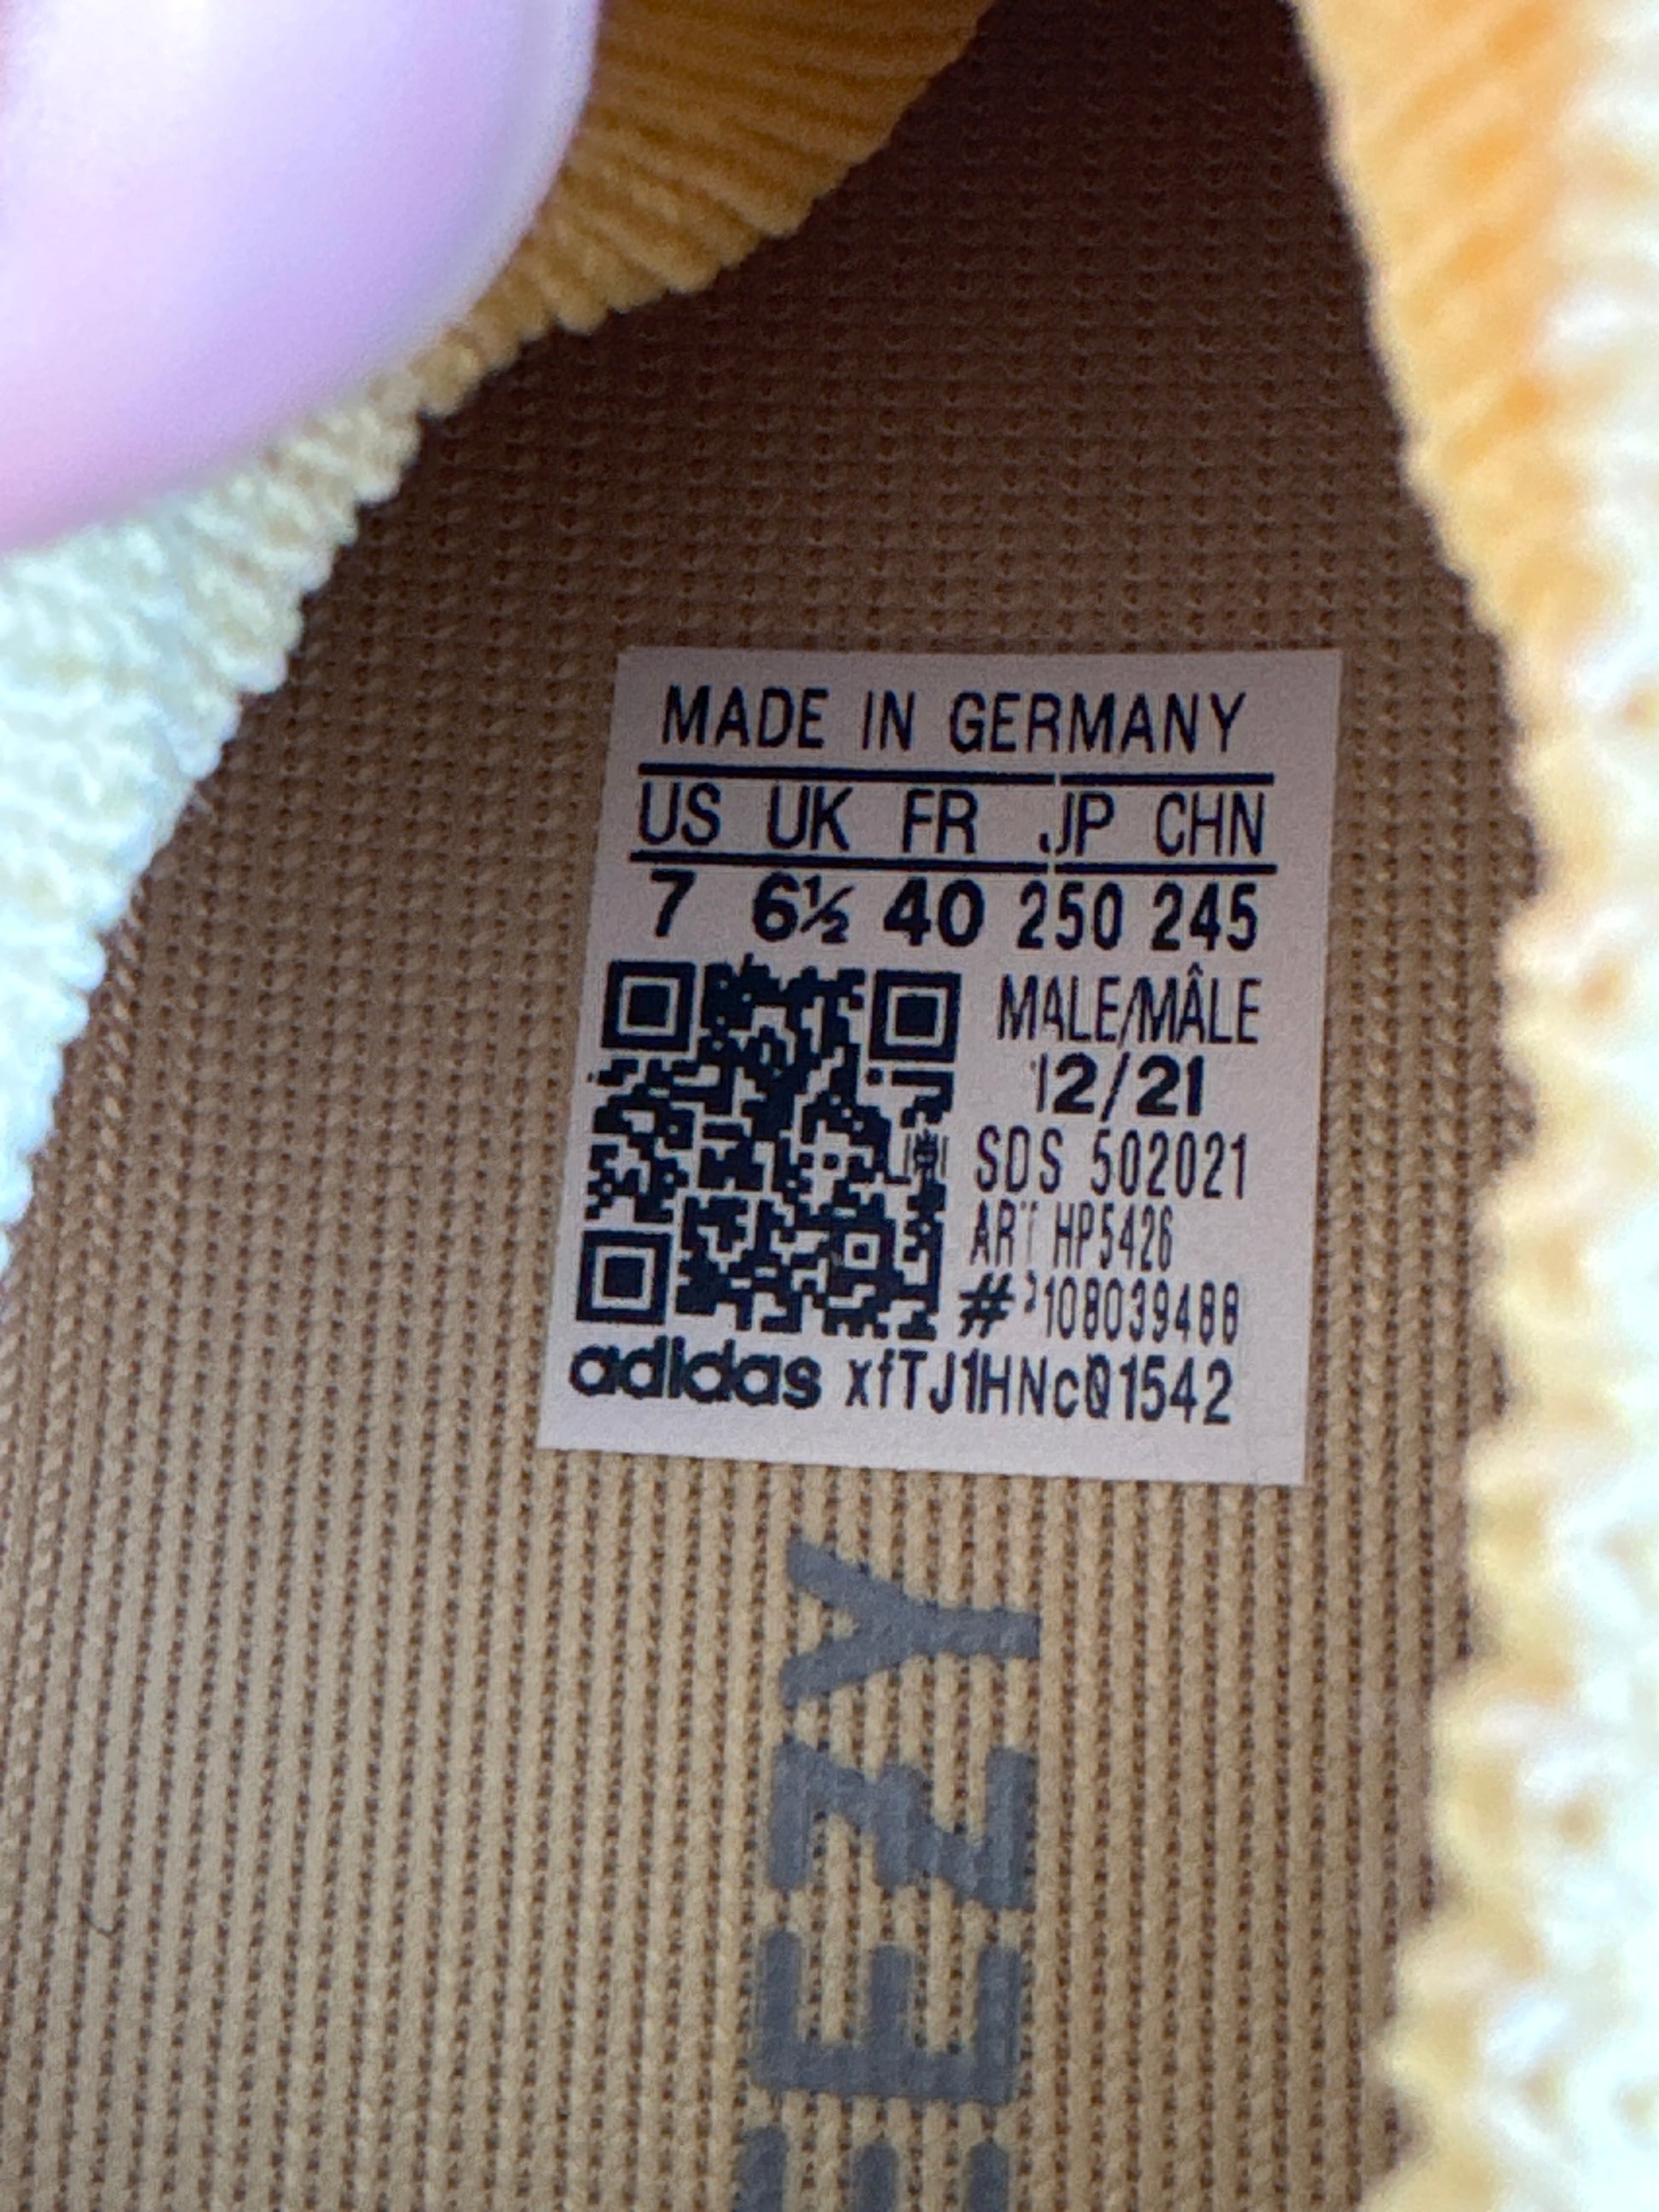 MADE IN GERMANY
US UK FR JP CHN
7 6½ 40 250 245
MALE/MÂLE
12/21
SDS 502021
ART HP5426
adidas xfTJ1HNcQ1542